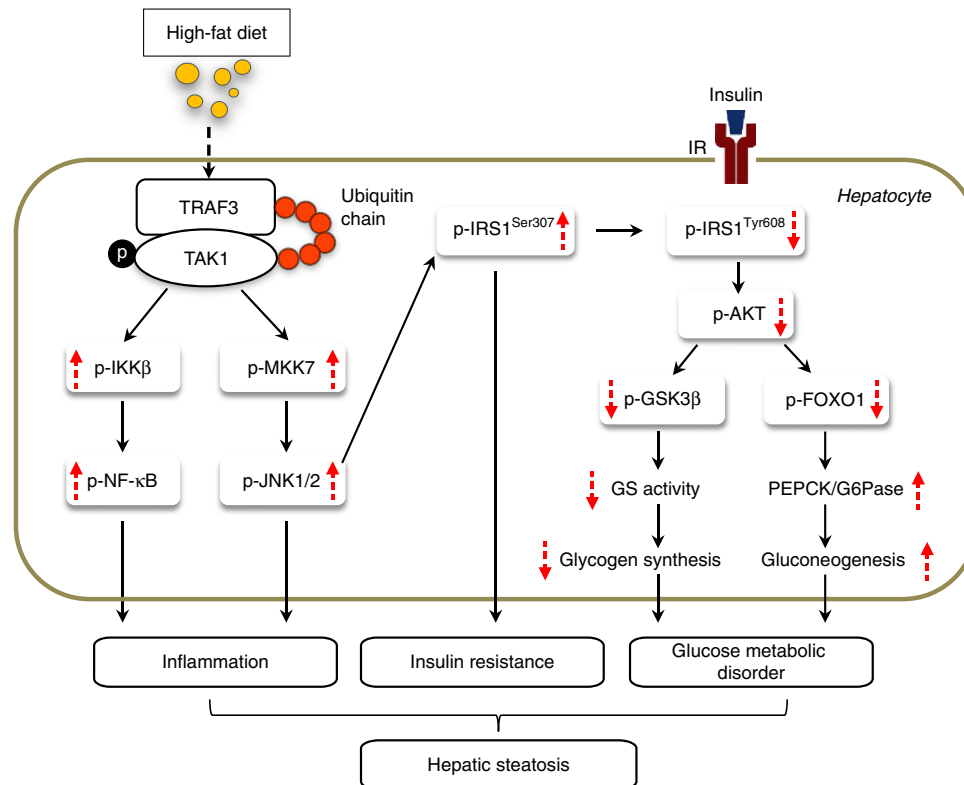 High-fat diet
Insulin
IR
Hepatocyte
TRAF3
Ubiquitin
chain
p
TAK1
p-IRS1Ser307
p-IRS1Tyr608
p-AKT
p-IKKβ
p-MKK7
p-GSK3β
p-FOXO1
p-NF-κB
p-JNK1/2
GS activity
PEPCK/G6Pase
Glycogen synthesis
Gluconeogenesis
Inflammation
Insulin resistance
Glucose metabolic
disorder
Hepatic steatosis